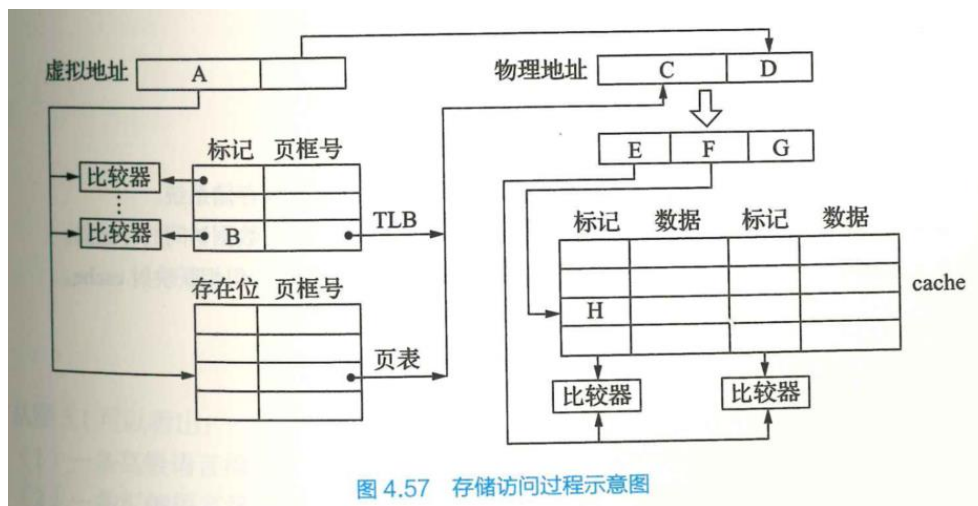 虚拟地址 A
物理地址 C D
E F G
标记 页框号
比较器
比较器 B TLB
存在位 页框号
页表
标记 数据 标记 数据
cache
H
比较器 比较器
图 4.57 存储访问过程示意图